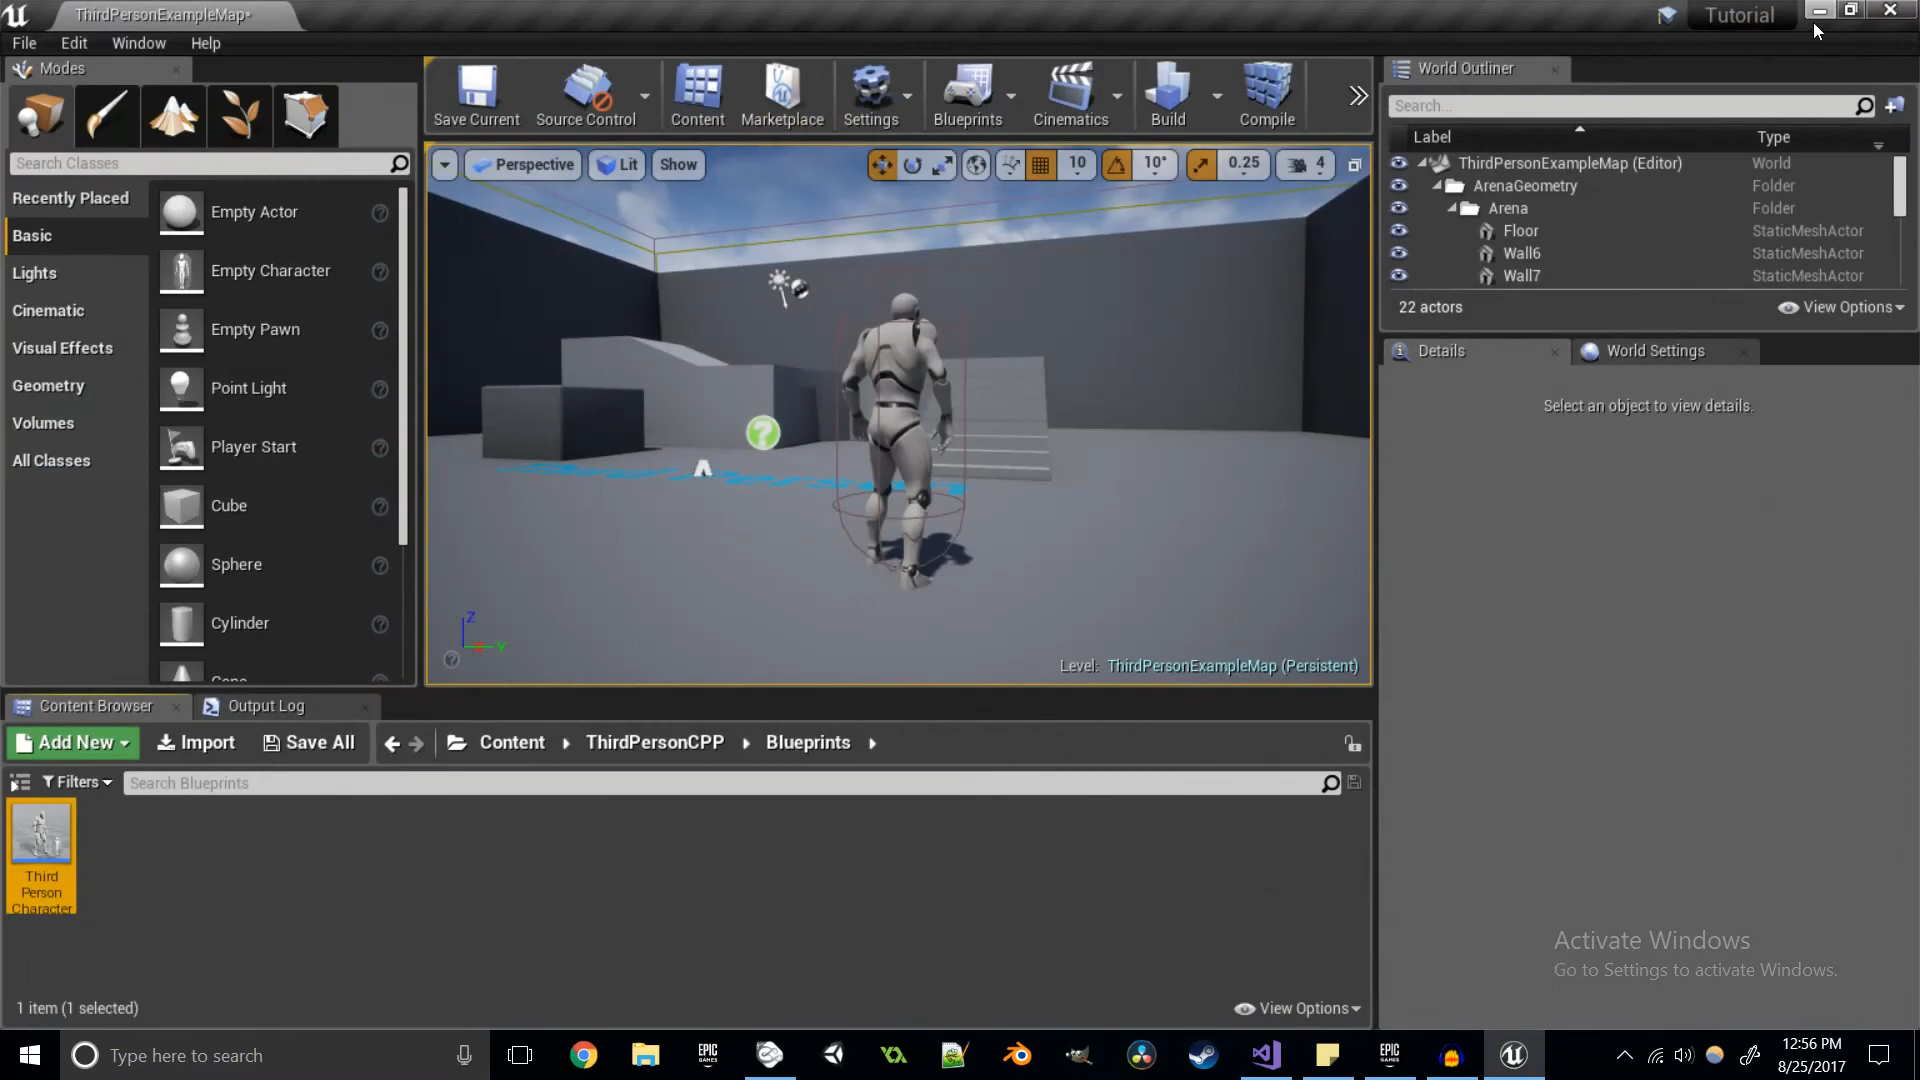 ThirdPersonExampleMap*
Tutorial
File Edit Window Help
Modes
Search Classes
Recently Placed
Basic
Lights
Cinematic
Visual Effects
Geometry
Volumes
All Classes
Empty Actor
Empty Character
Empty Pawn
Point Light
Player Start
Cube
Sphere
Cylinder
Cone
Save Current
Source Control
Content
Marketplace
Settings
Blueprints
Cinematics
Build
Compile
Perspective
Lit
Show
10
10°
0.25
4
Z
X Y
Level: ThirdPersonExampleMap (Persistent)
World Outliner
Search...
Label Type
ThirdPersonExampleMap (Editor) World
ArenaGeometry Folder
Arena Folder
Floor StaticMeshActor
Wall6 StaticMeshActor
Wall7 StaticMeshActor
22 actors
View Options
Details
World Settings
Select an object to view details.
Content Browser
Output Log
Add New
Import
Save All
Content
ThirdPersonCPP
Blueprints
Filters
Search Blueprints
Third
Person
Character
1 item (1 selected)
View Options
Activate Windows
Go to Settings to activate Windows.
Type here to search
EPIC
GAMES
EPIC
GAMES
12:56 PM
8/25/2017